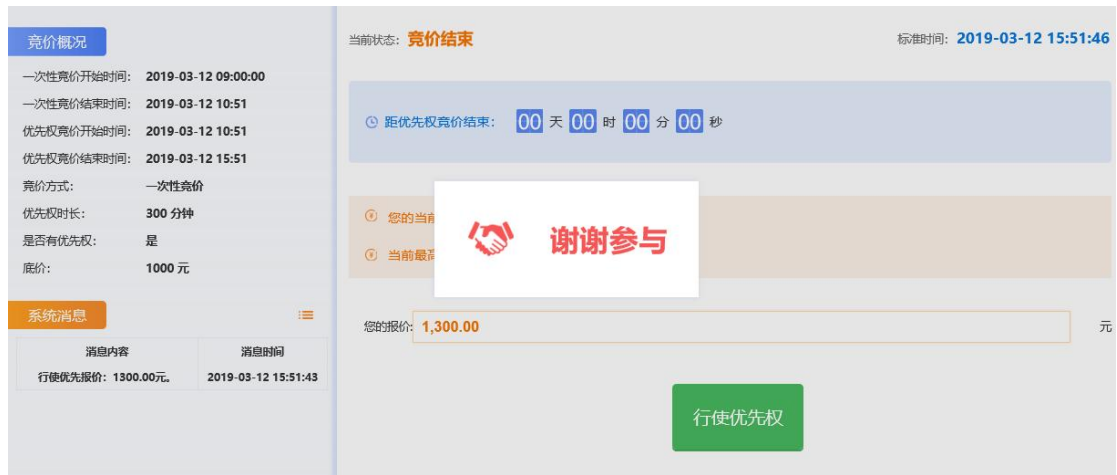 竞价概况
一次性竞价开始时间: 2019-03-12 09:00:00
一次性竞价结束时间: 2019-03-12 10:51
优先权竞价开始时间: 2019-03-12 10:51
优先权竞价结束时间: 2019-03-12 15:51
竞价方式: 一次性竞价
优先权时长: 300 分钟
是否有优先权: 是
底价: 1000 元
系统消息
消息内容 消息时间
行使优先报价: 1300.00元。 2019-03-12 15:51:43
当前状态: 竞价结束 标准时间: 2019-03-12 15:51:46
距优先权竞价结束: 00 天 00 时 00 分 00 秒
您的当前
当前最高
谢谢参与
您的报价: 1,300.00 元
行使优先权